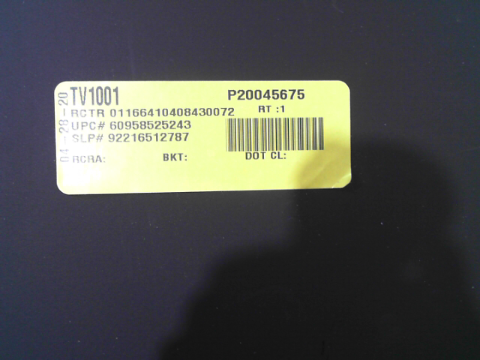 TV1001 P20045675
RCTR 01166410408430072 RT :1
UPC# 60958525243
SLP# 92216512787
RCRA: BKT: DOT CL:
04-28-20